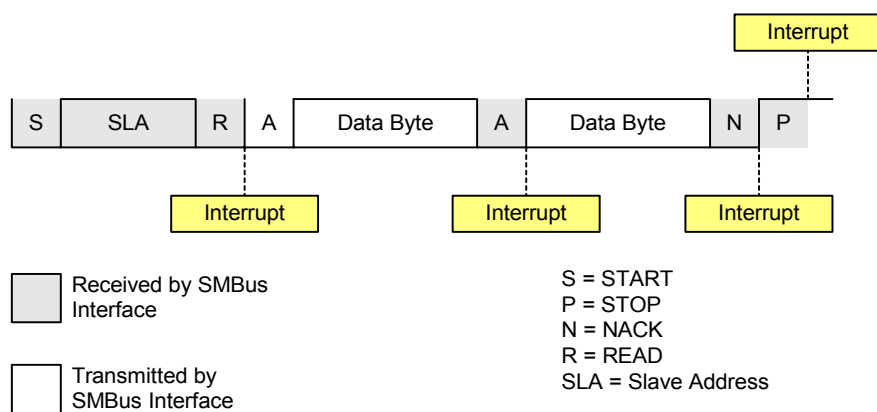 Interrupt
S SLA R A Data Byte A Data Byte N P
Interrupt Interrupt Interrupt
Received by SMBus
Interface
Transmitted by
SMBus Interface
S = START
P = STOP
N = NACK
R = READ
SLA = Slave Address